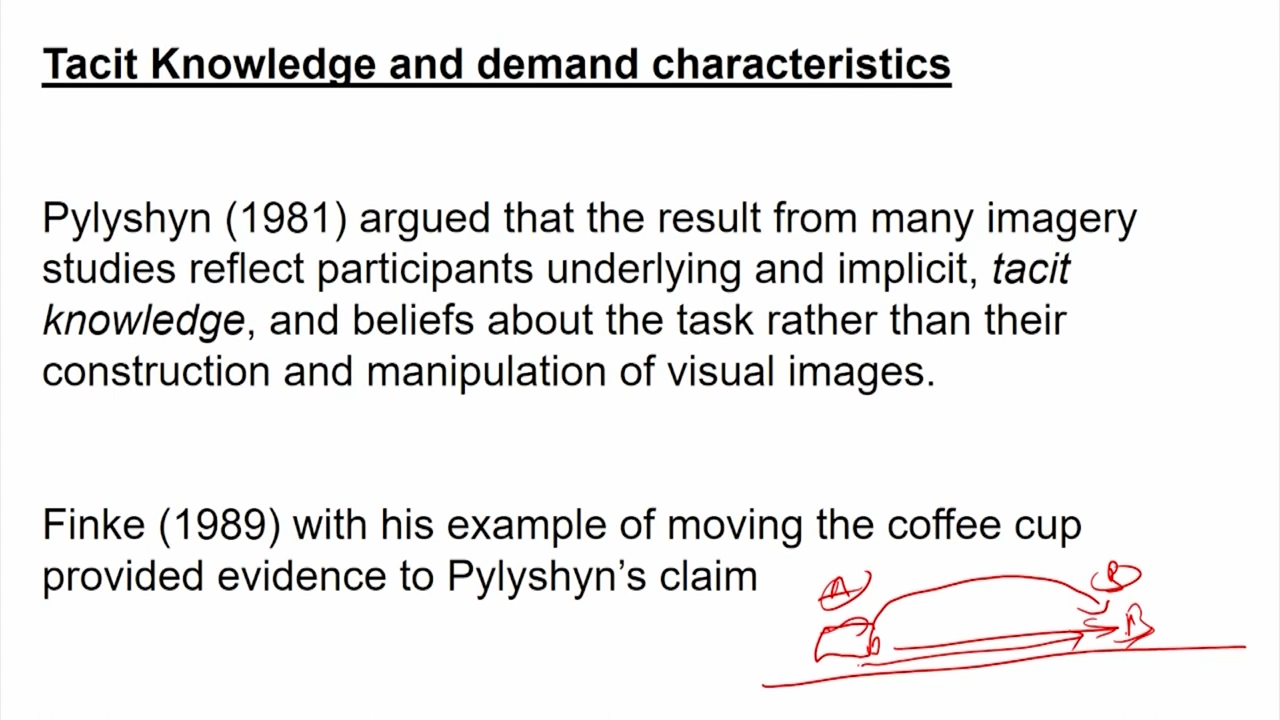 Tacit Knowledge and demand characteristics
Pylyshyn (1981) argued that the result from many imagery
studies reflect participants underlying and implicit, tacit
knowledge, and beliefs about the task rather than their
construction and manipulation of visual images.
Finke (1989) with his example of moving the coffee cup
provided evidence to Pylyshyn’s claim
A
B
B